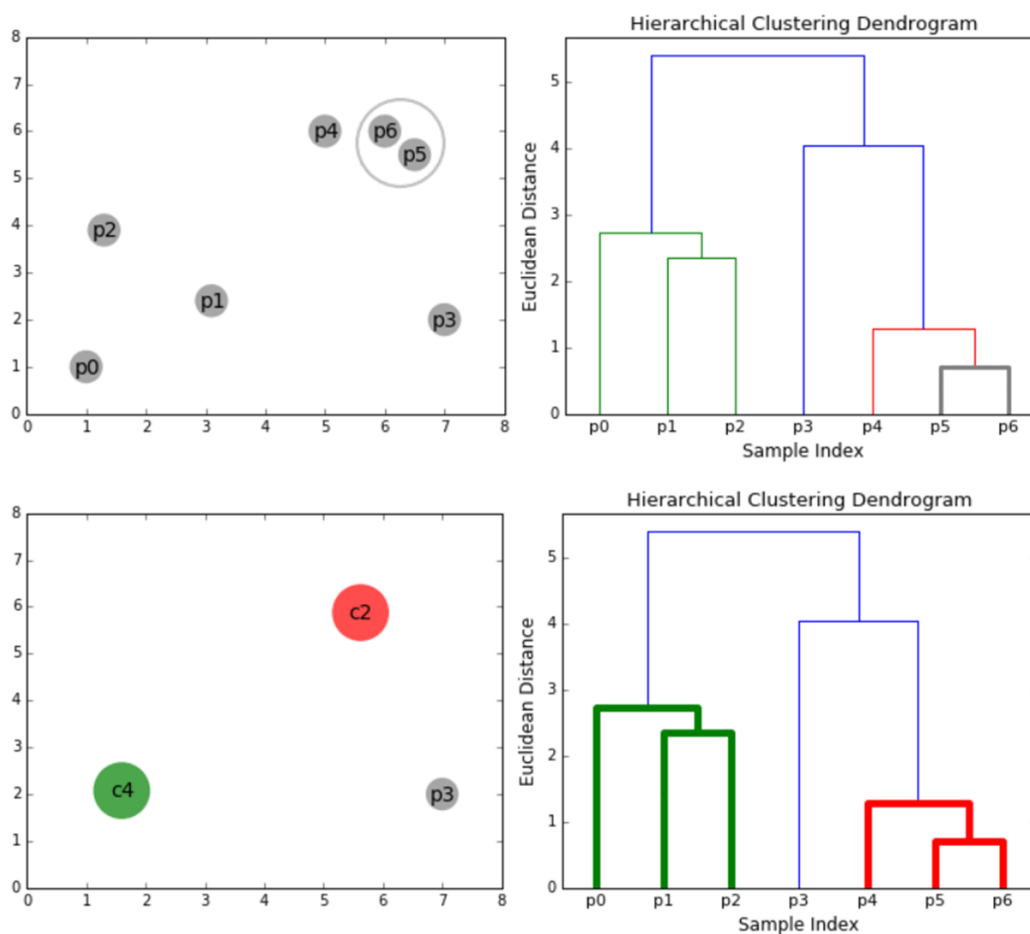 Hierarchical Clustering Dendrogram
8
7
6
5
4
3
2
1
0
p4
p6
p5
p2
p1
p3
p0
0 1 2 3 4 5 6 7 8
Euclidean Distance
5
4
3
2
1
0
p0 p1 p2 p3 p4 p5 p6
Sample Index
Hierarchical Clustering Dendrogram
8
7
6
5
4
3
2
1
0
c2
c4
p3
0 1 2 3 4 5 6 7 8
Euclidean Distance
5
4
3
2
1
0
p0 p1 p2 p3 p4 p5 p6
Sample Index